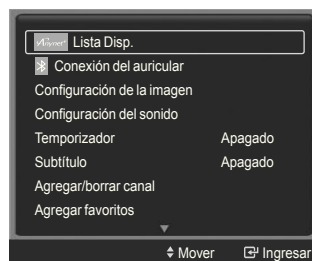 Anynet+ Lista Disp.
Conexión del auricular
Configuración de la imagen
Configuración del sonido
Temporizador Apagado
Subtítulo Apagado
Agregar/borrar canal
Agregar favoritos
Mover Ingresar